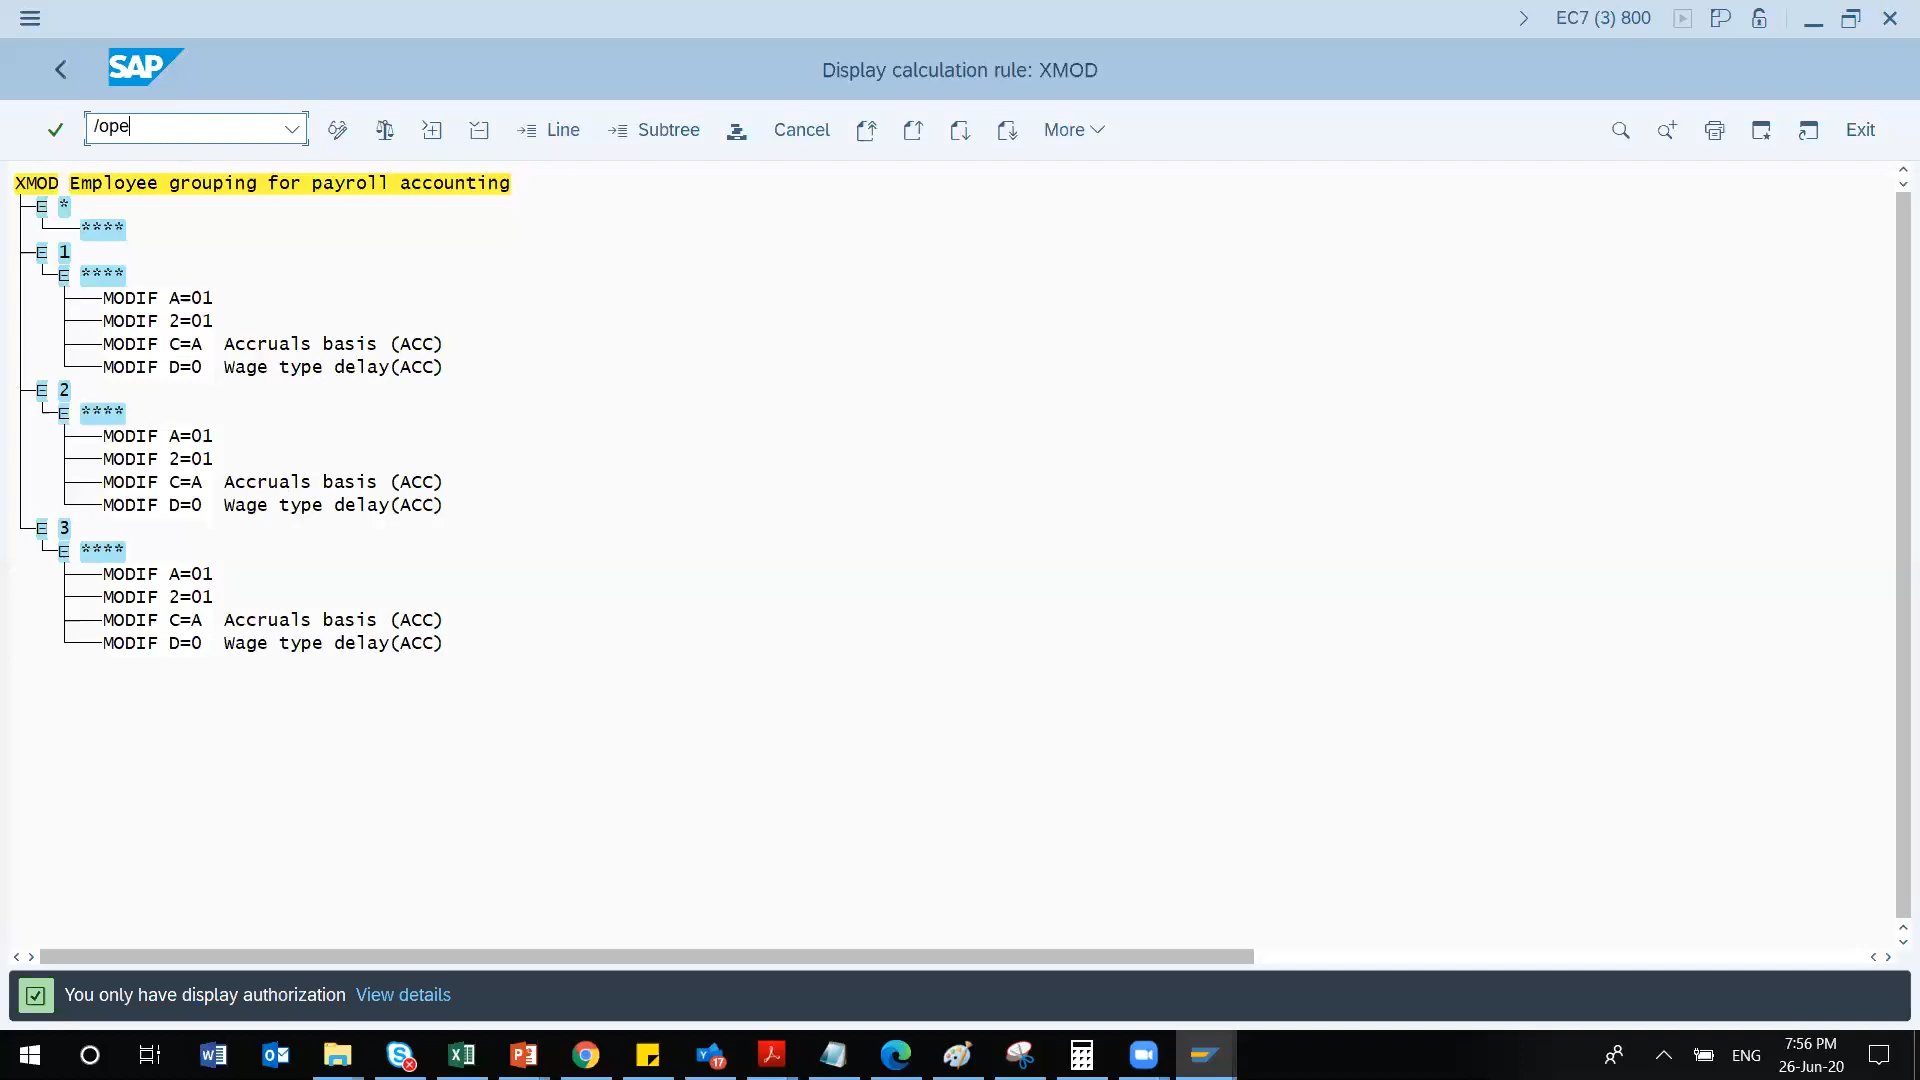 EC7 (3) 800
SAP
Display calculation rule: XMOD
/ope
Line
Subtree
Cancel
More
Exit
XMOD Employee grouping for payroll accounting
*
****
1
****
MODIF A=01
MODIF 2=01
MODIF C=A Accruals basis (ACC)
MODIF D=0 Wage type delay(ACC)
2
****
MODIF A=01
MODIF 2=01
MODIF C=A Accruals basis (ACC)
MODIF D=0 Wage type delay(ACC)
3
****
MODIF A=01
MODIF 2=01
MODIF C=A Accruals basis (ACC)
MODIF D=0 Wage type delay(ACC)
You only have display authorization View details
17
ENG
7:56 PM
26-Jun-20